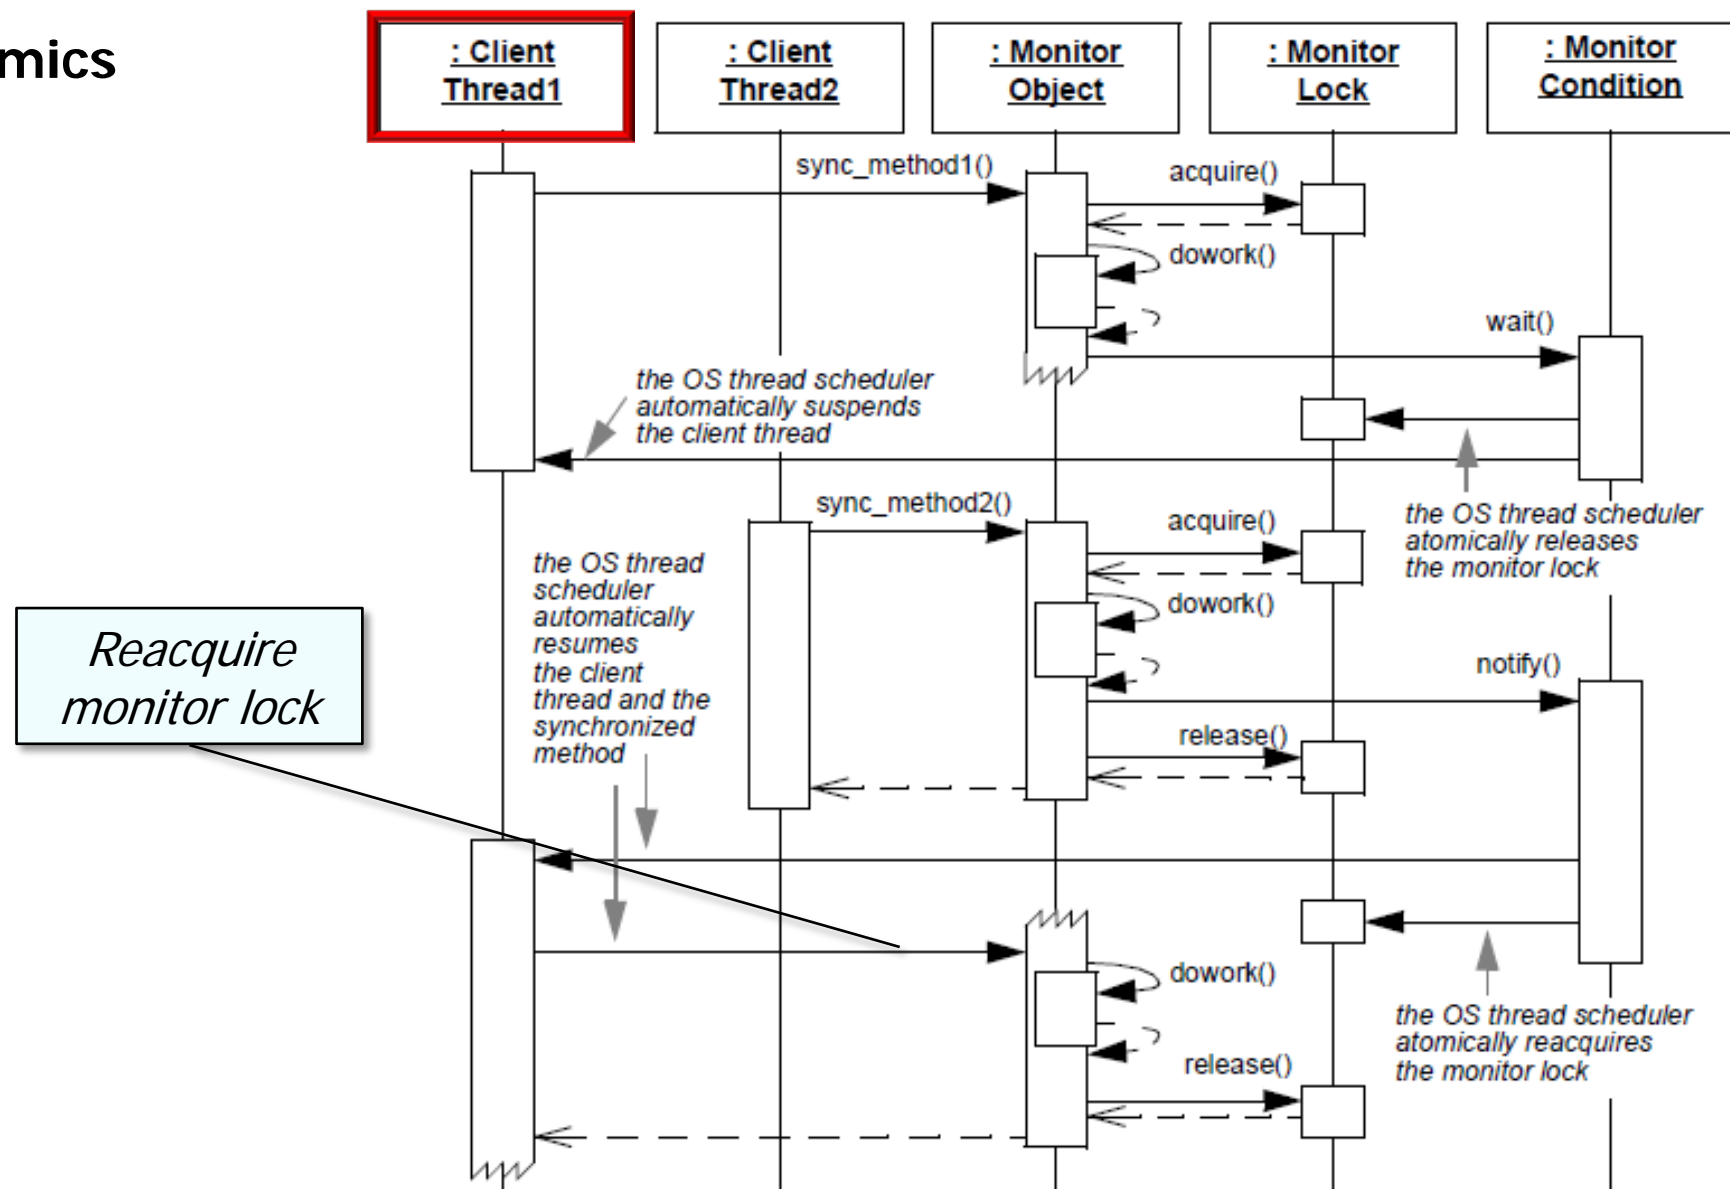 mics
: Client
Thread1
: Client
Thread2
: Monitor
Object
: Monitor
Lock
: Monitor
Condition
sync_method1()
acquire()
dowork()
wait()
the OS thread scheduler
automatically suspends
the client thread
sync_method2()
acquire()
the OS thread scheduler
atomically releases
the monitor lock
the OS thread
scheduler
automatically
resumes
the client
thread and the
synchronized
method
dowork()
Reacquire
monitor lock
notify()
release()
dowork()
the OS thread scheduler
atomically reacquires
the monitor lock
release()